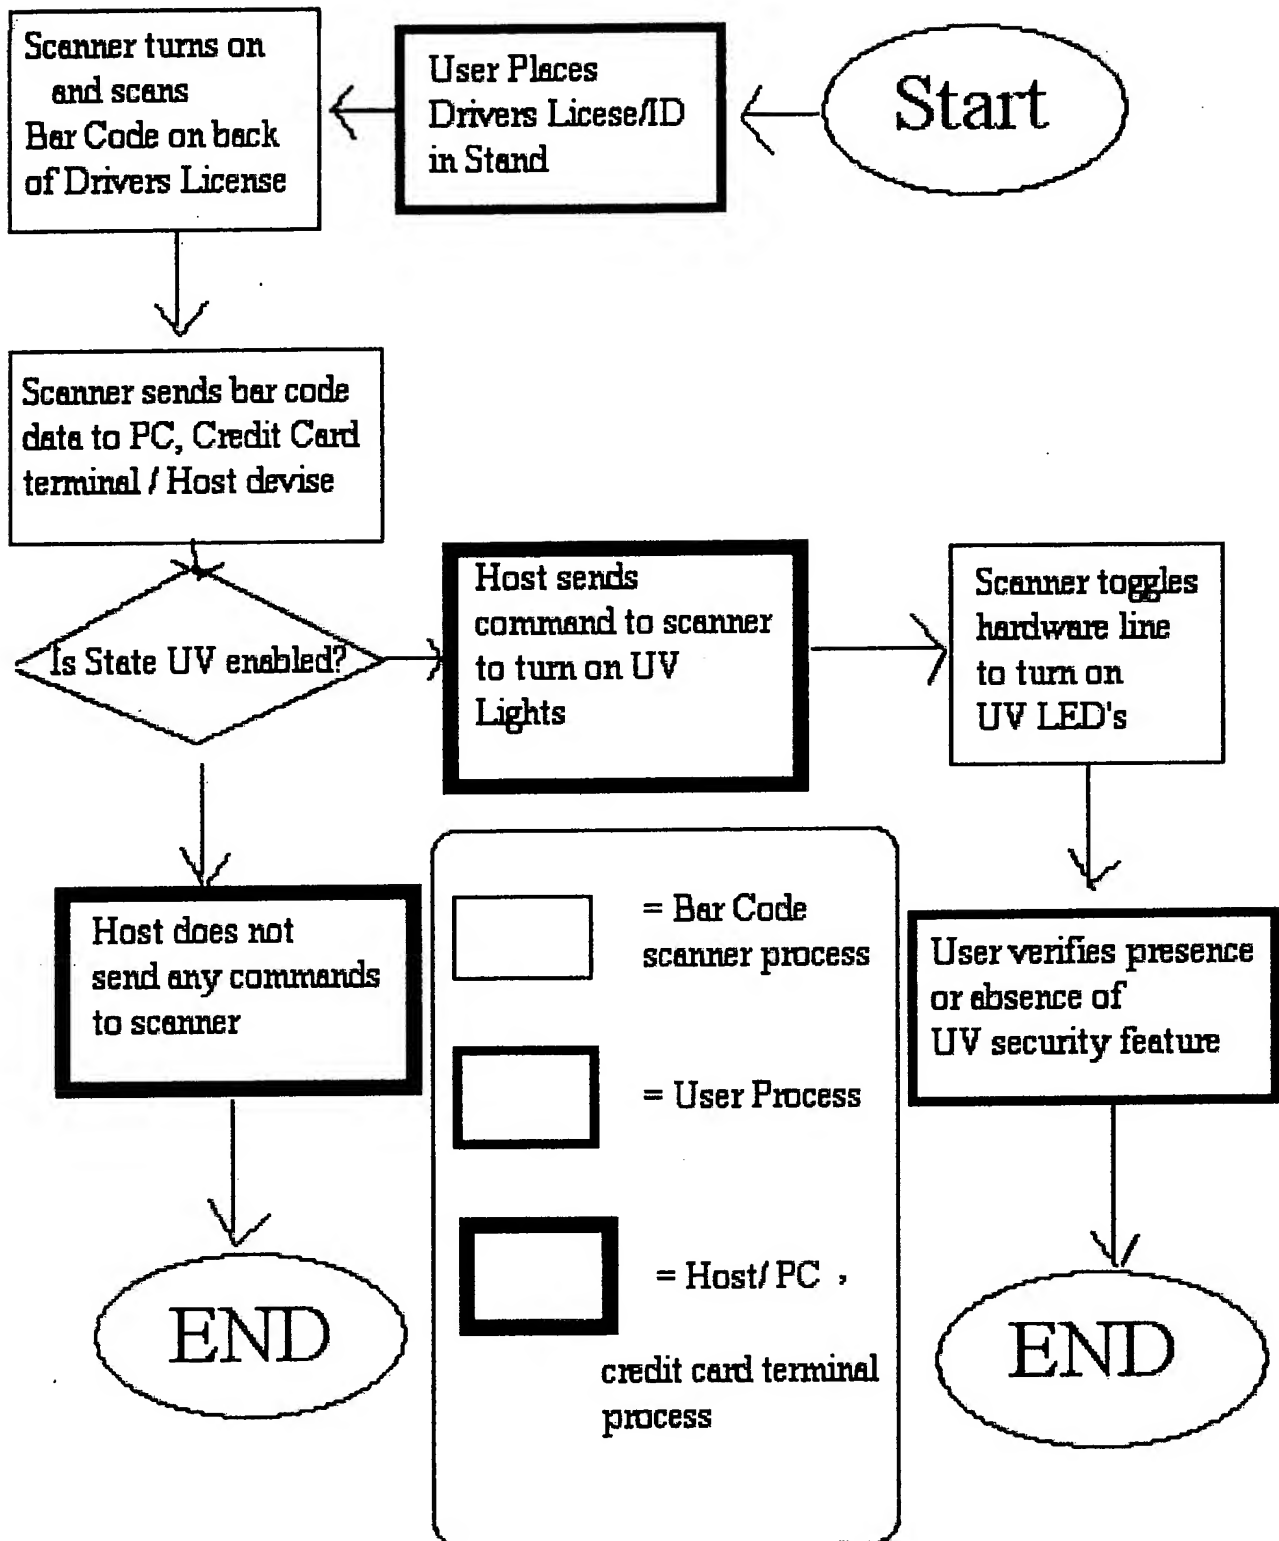 Start
User Places
Drivers Licese/ID
in Stand
Scanner turns on
and scans
Bar Code on back
of Drivers License
Scanner sends bar code
data to PC, Credit Card
terminal / Host devise
Is State UV enabled?
Host sends
command to scanner
to turn on UV
Lights
Scanner toggles
hardware line
to turn on
UV LED's
Host does not
send any commands
to scanner
User verifies presence
or absence of
UV security feature
END
END
= Bar Code
scanner process
= User Process
= Host/ PC ,
credit card terminal
process